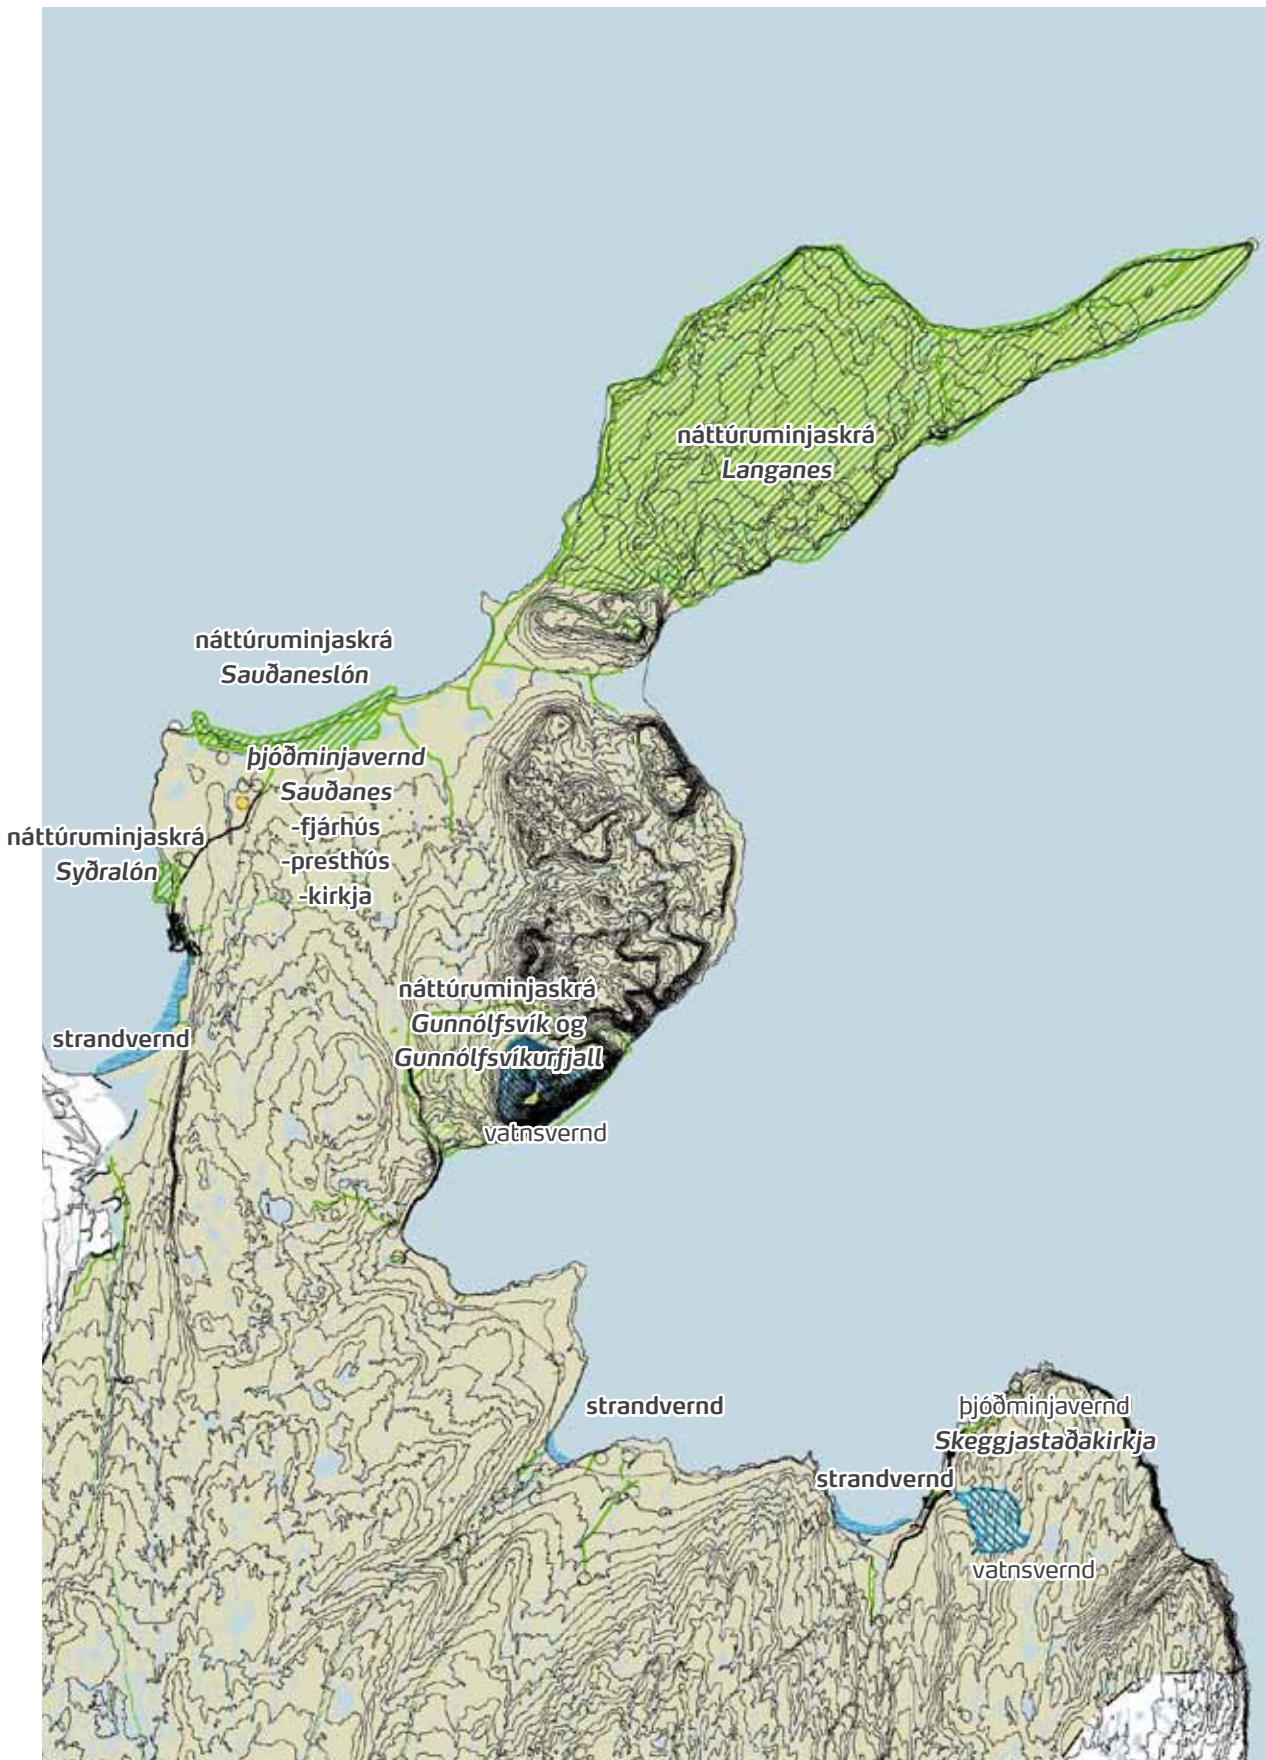 náttúruminjaskrá
Langanes
náttúruminjaskrá
Sauðaneslón
þjóðminjavernd
Sauðanes
-fjárhús
-presthús
-kirkja
náttúruminjaskrá
Syðralón
náttúruminjaskrá
Gunnólfsvík og
Gunnólfsvíkurfjall
vatnsvernd
strandvernd
strandvernd
þjóðminjavernd
Skeggjastaðakirkja
strandvernd
vatnsvernd